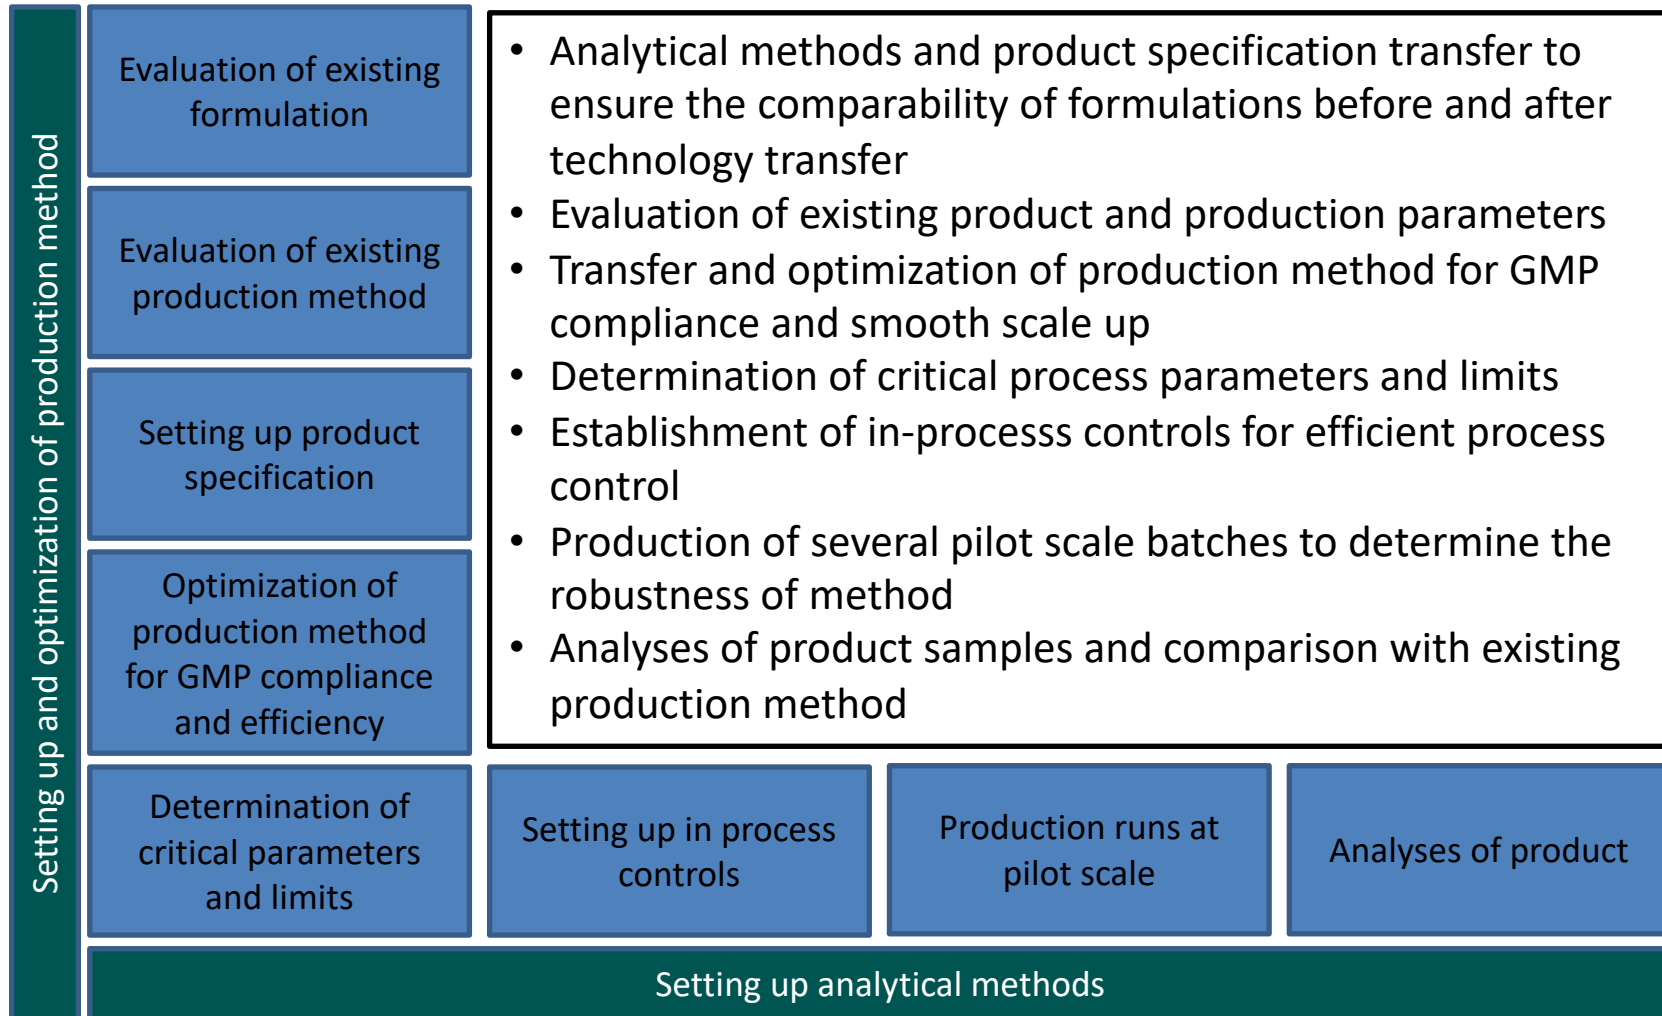 Setting up and optimization of production method
Evaluation of existing
formulation
Evaluation of existing
production method
Setting up product
specification
Optimization of
production method
for GMP compliance
and efficiency
Determination of
critical parameters
and limits
• Analytical methods and product specification transfer to
ensure the comparability of formulations before and after
technology transfer
• Evaluation of existing product and production parameters
• Transfer and optimization of production method for GMP
compliance and smooth scale up
• Determination of critical process parameters and limits
• Establishment of in-processs controls for efficient process
control
• Production of several pilot scale batches to determine the
robustness of method
• Analyses of product samples and comparison with existing
production method
Setting up in process
controls
Production runs at
pilot scale
Analyses of product
Setting up analytical methods